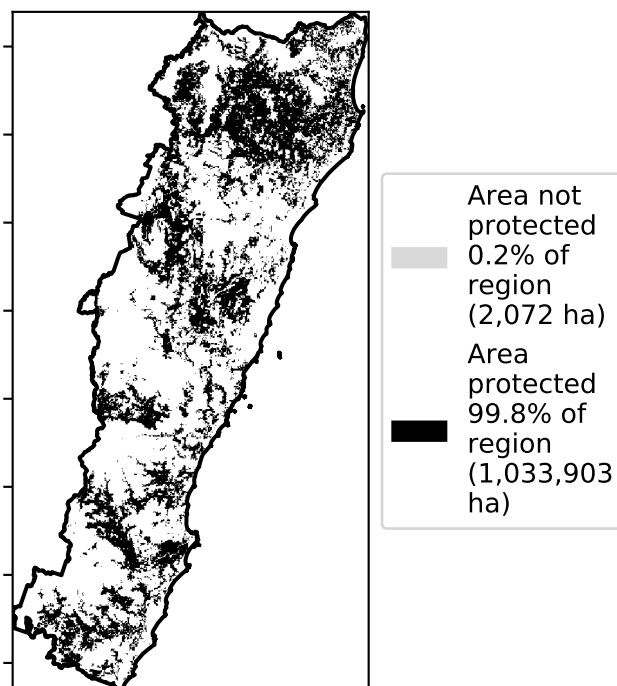 Area not
protected
0.2% of
region
(2,072 ha)
Area
protected
99.8% of
region
(1,033,903
ha)